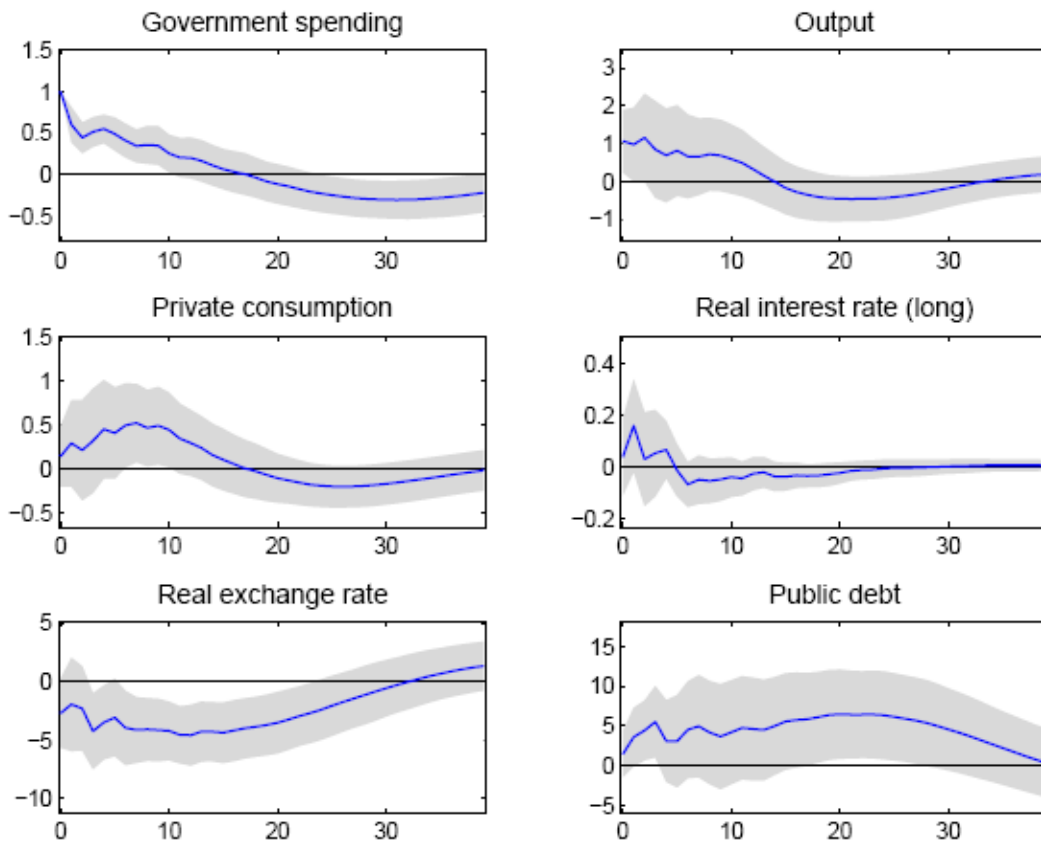 Government spending
1.5
1
0.5
0
−0.5
0 10 20 30
Output
3
2
1
0
−1
0 10 20 30
Private consumption
1.5
1
0.5
0
−0.5
0 10 20 30
Real interest rate (long)
0.4
0.2
0
−0.2
0 10 20 30
Real exchange rate
5
0
−5
−10
0 10 20 30
Public debt
15
10
5
0
−5
0 10 20 30